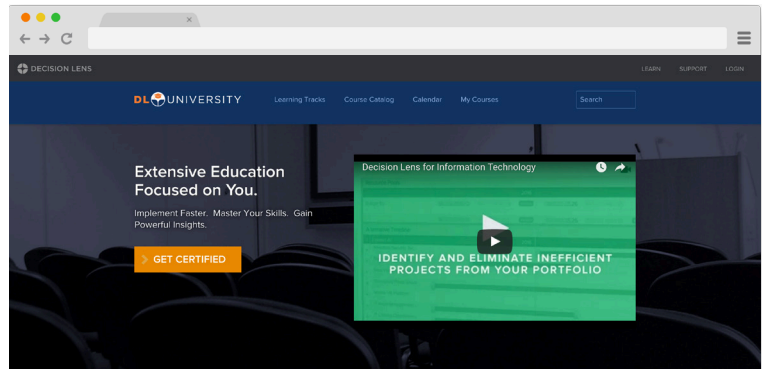 DECISION LENS
LEARN SUPPORT LOGIN
DL UNIVERSITY
Learning Tracks Course Catalog Calendar My Courses
Search
Extensive Education
Focused on You.
Implement Faster. Master Your Skills. Gain
Powerful Insights.
GET CERTIFIED
Decision Lens for Information Technology
IDENTIFY AND ELIMINATE INEFFICIENT
PROJECTS FROM YOUR PORTFOLIO